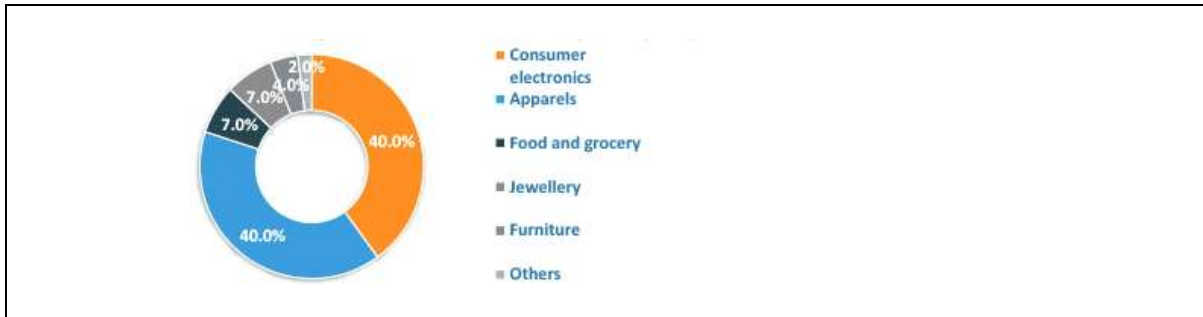 2.0%
4.0%
7.0%
7.0%
40.0%
40.0%
Consumer
electronics
Apparels
Food and grocery
Jewellery
Furniture
Others